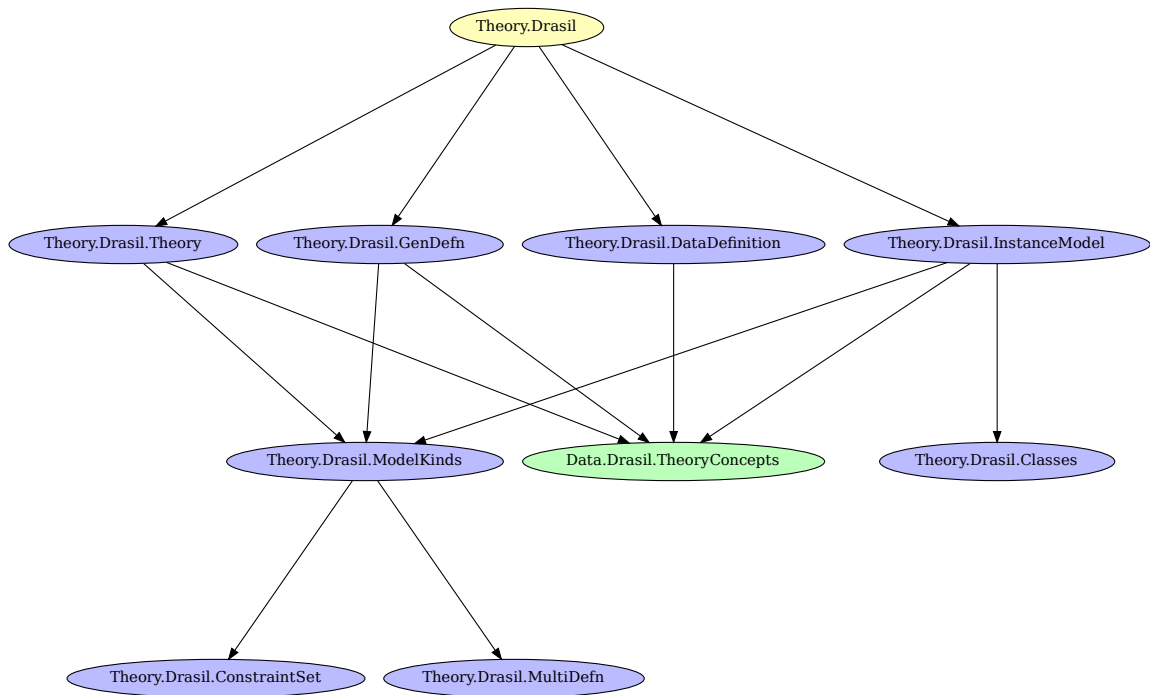 Theory.Drasil
Theory.Drasil.Theory
Theory.Drasil.GenDefn
Theory.Drasil.DataDefinition
Theory.Drasil.InstanceModel
Theory.Drasil.ModelKinds
Data.Drasil.TheoryConcepts
Theory.Drasil.Classes
Theory.Drasil.ConstraintSet
Theory.Drasil.MultiDefn